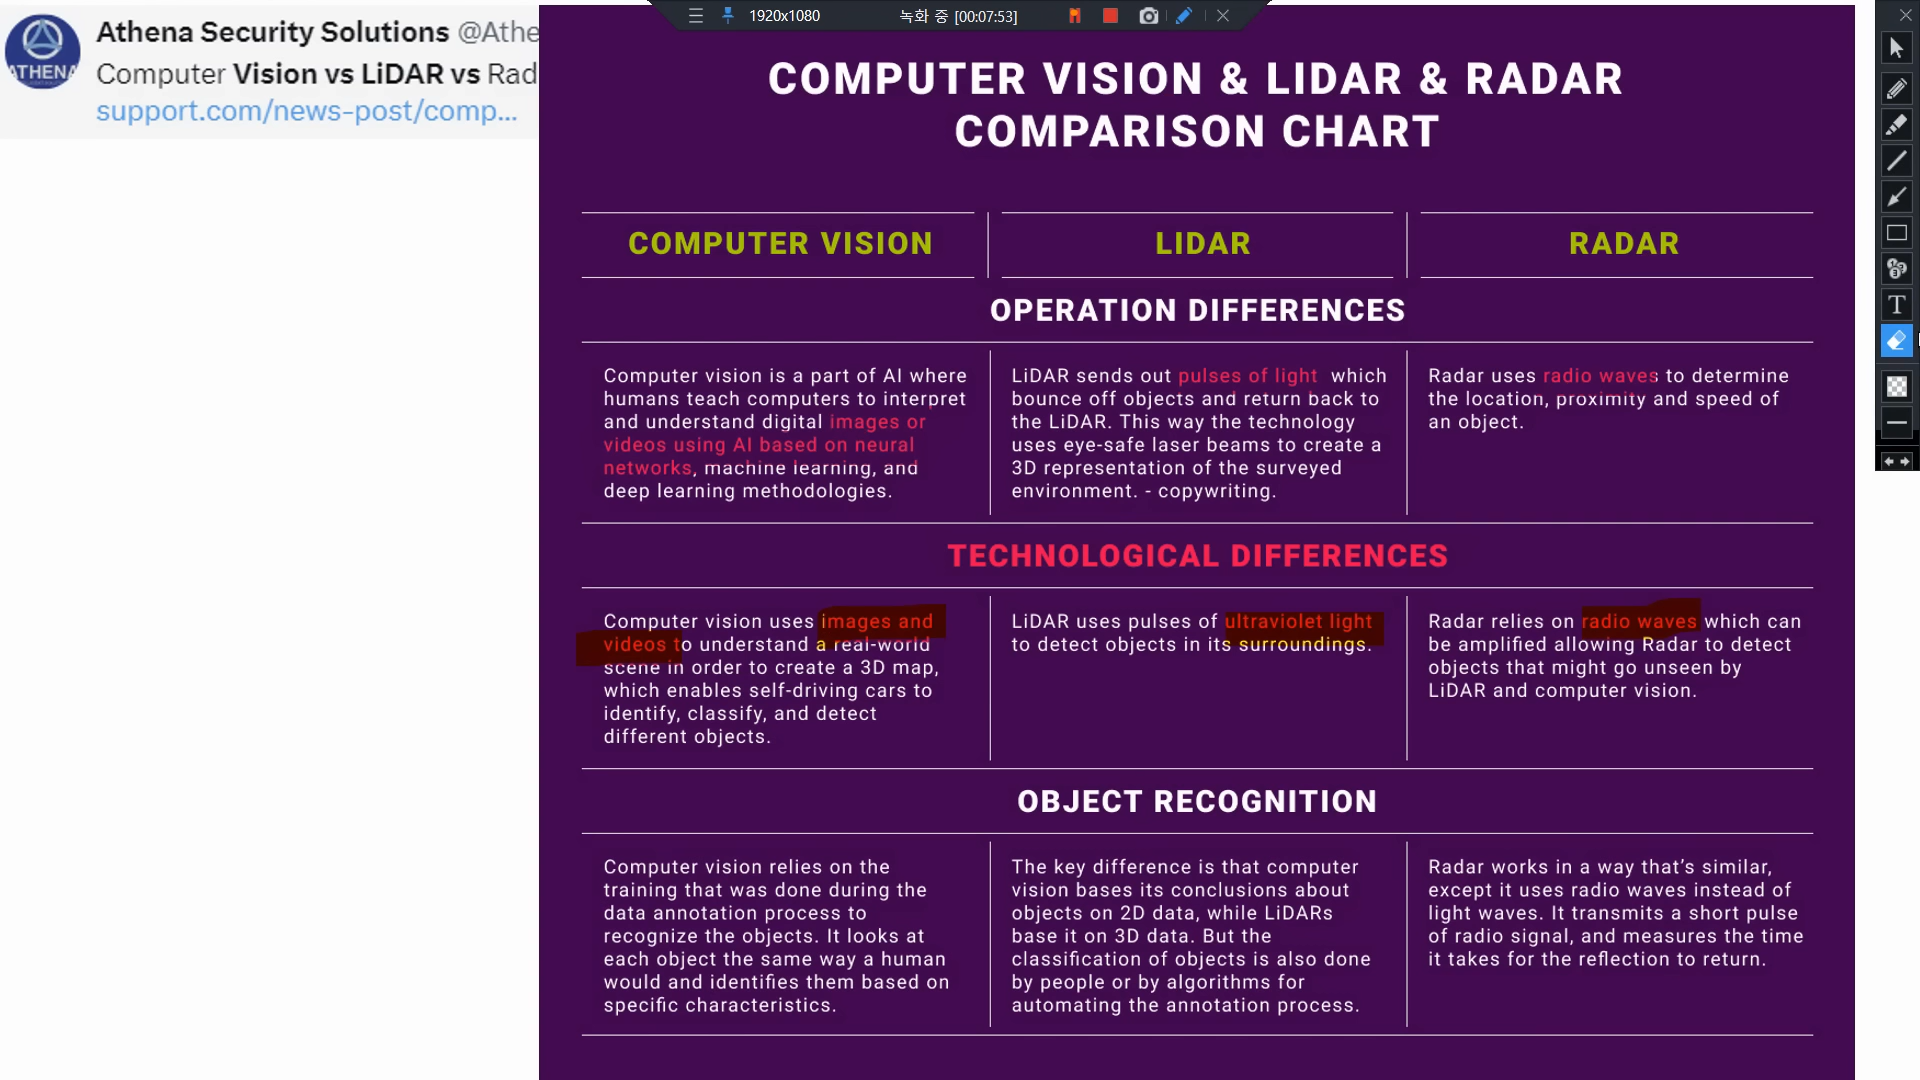 1920x1080
녹화 중 [00:07:53]
Athena Security Solutions @Athe
Computer Vision vs LiDAR vs Rad
support.com/news-post/comp...
ATHENA
COMPUTER VISION & LIDAR & RADAR
COMPARISON CHART
COMPUTER VISION
LIDAR
RADAR
OPERATION DIFFERENCES
Computer vision is a part of AI where
humans teach computers to interpret
and understand digital images or
videos using AI based on neural
networks, machine learning, and
deep learning methodologies.
LiDAR sends out pulses of light which
bounce off objects and return back to
the LiDAR. This way the technology
uses eye-safe laser beams to create a
3D representation of the surveyed
environment. - copywriting.
Radar uses radio waves to determine
the location, proximity and speed of
an object.
TECHNOLOGICAL DIFFERENCES
Computer vision uses images and
videos to understand a real-world
scene in order to create a 3D map,
which enables self-driving cars to
identify, classify, and detect
different objects.
LiDAR uses pulses of ultraviolet light
to detect objects in its surroundings.
Radar relies on radio waves which can
be amplified allowing Radar to detect
objects that might go unseen by
LiDAR and computer vision.
OBJECT RECOGNITION
Computer vision relies on the
training that was done during the
data annotation process to
recognize the objects. It looks at
each object the same way a human
would and identifies them based on
specific characteristics.
The key difference is that computer
vision bases its conclusions about
objects on 2D data, while LiDARs
base it on 3D data. But the
classification of objects is also done
by people or by algorithms for
automating the annotation process.
Radar works in a way that’s similar,
except it uses radio waves instead of
light waves. It transmits a short pulse
of radio signal, and measures the time
it takes for the reflection to return.
T